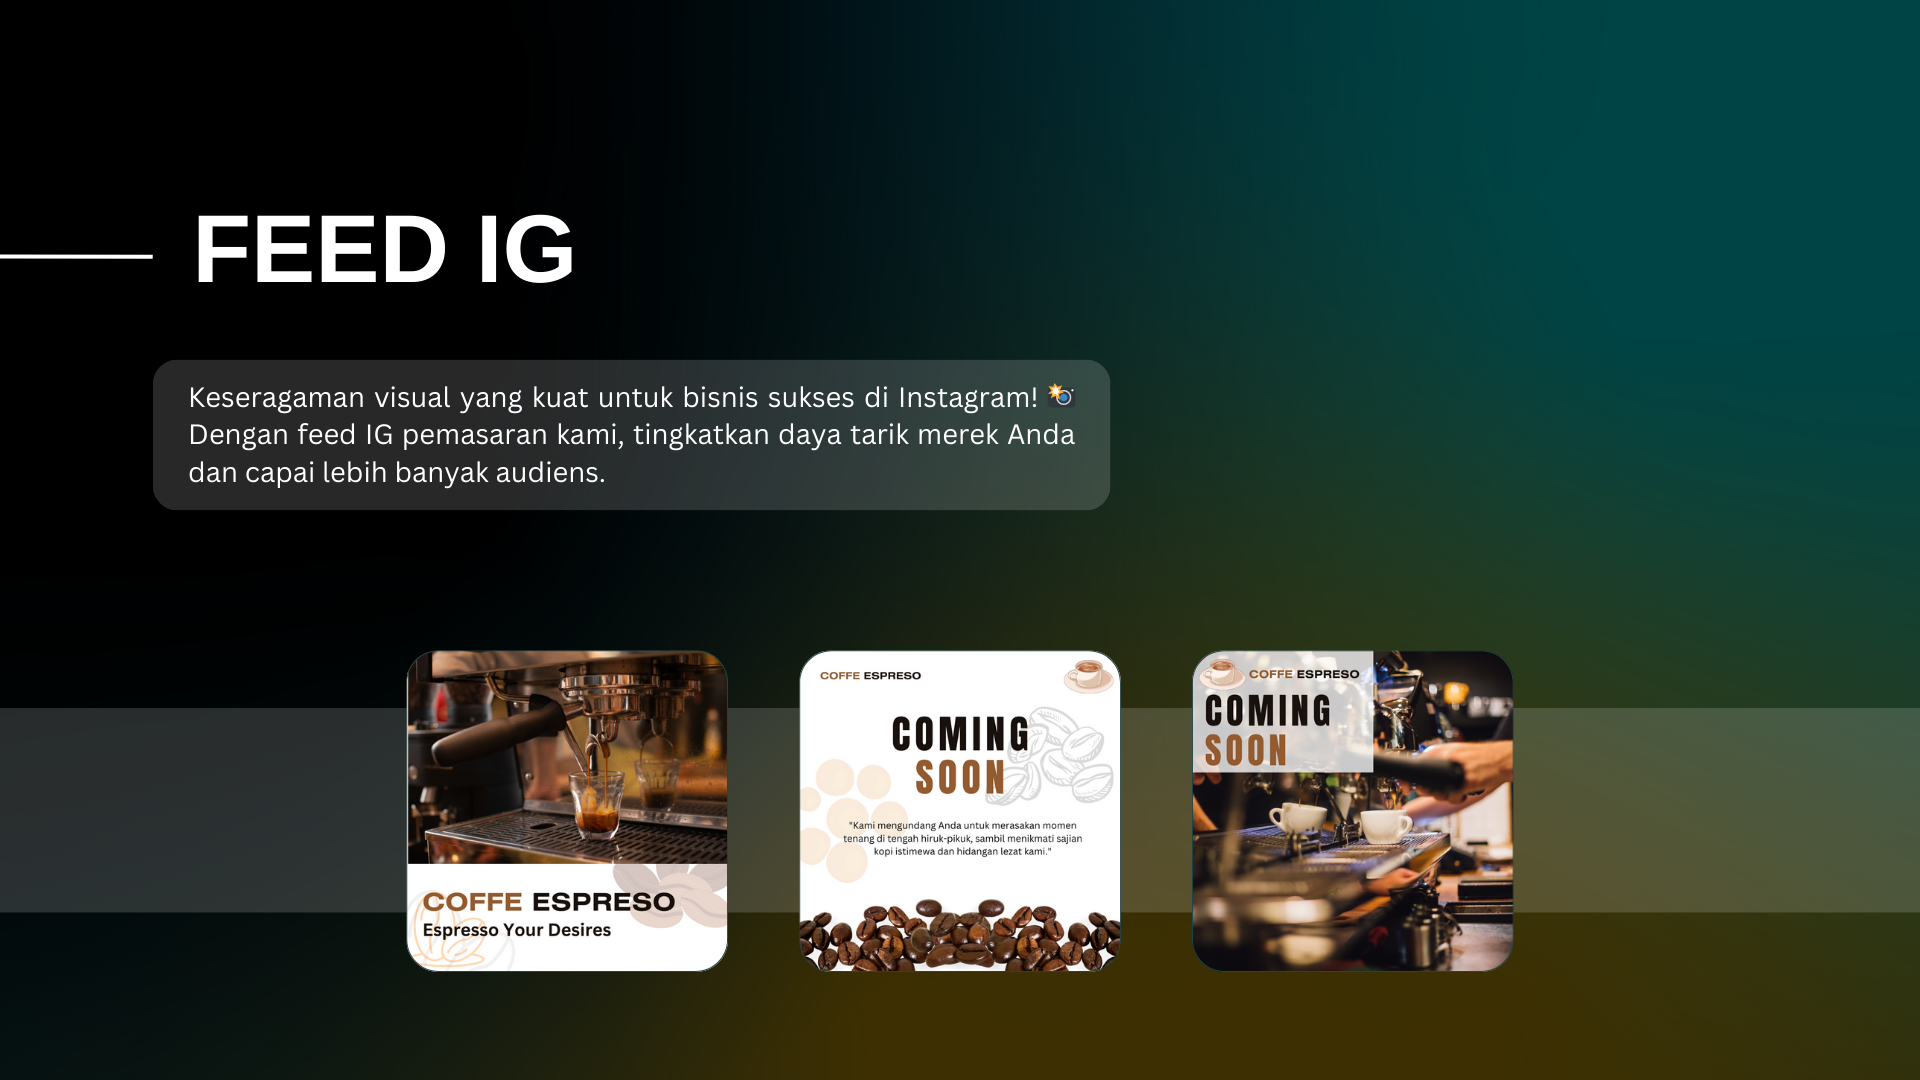 FEED IG
Keseragaman visual yang kuat untuk bisnis sukses di Instagram! 📸
Dengan feed IG pemasaran kami, tingkatkan daya tarik merek Anda
dan capai lebih banyak audiens.
COFFE ESPRESO
Espresso Your Desires
COFFE ESPRESO
COMING
SOON
"Kami mengundang Anda untuk merasakan momen
tenang di tengah hiruk-pikuk, sambil menikmati sajian
kopi istimewa dan hidangan lezat kami."
COFFE ESPRESO
COMING
SOON